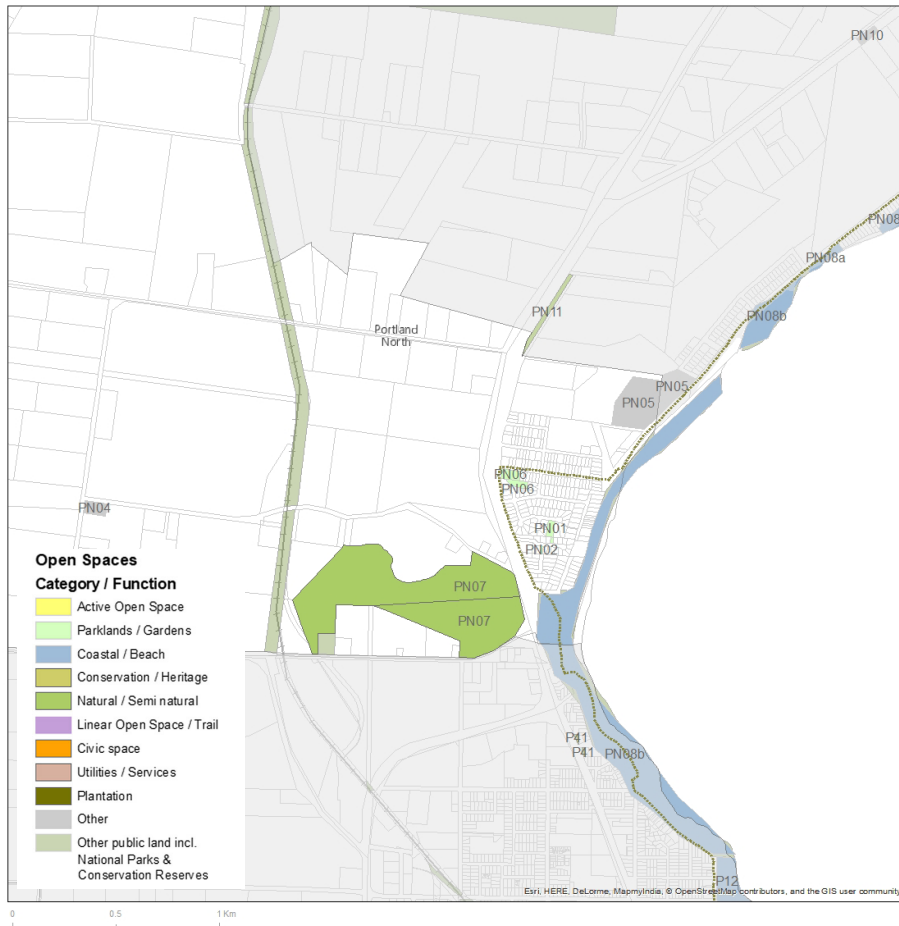 PN10
PN08
PN08a
PN11
PN08b
Portland
North
PN05
PN05
PN06
PN06
PN04
PN01
PN02
PN07
PN07
P41
P41
PN08b
P12
Open Spaces
Category / Function
Active Open Space
Parklands / Gardens
Coastal / Beach
Conservation / Heritage
Natural / Semi natural
Linear Open Space / Trail
Civic space
Utilities / Services
Plantation
Other
Other public land incl.
National Parks &
Conservation Reserves
Esri, HERE, DeLorme, MapmyIndia, © OpenStreetMap contributors, and the GIS user community
0 0.5 1 Km